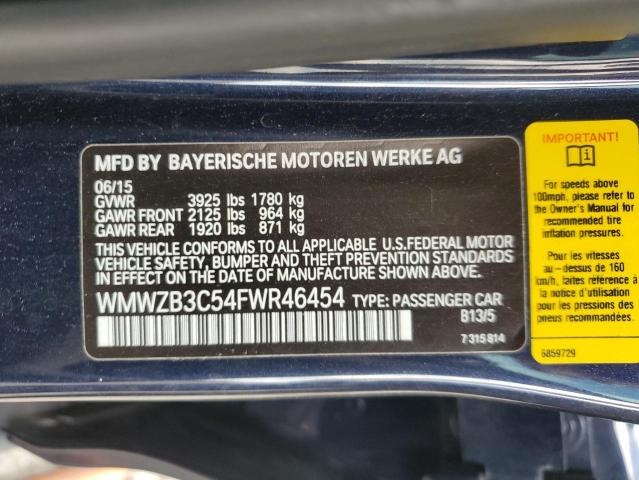 MFD BY BAYERISCHE MOTOREN WERKE AG
06/15
GVWR 3925 lbs 1780 kg
GAWR FRONT 2125 lbs 964 kg
GAWR REAR 1920 lbs 871 kg
THIS VEHICLE CONFORMS TO ALL APPLICABLE U.S.FEDERAL MOTOR
VEHICLE SAFETY, BUMPER AND THEFT PREVENTION STANDARDS
IN EFFECT ON THE DATE OF MANUFACTURE SHOWN ABOVE.
WMWZB3C54FWR46454 TYPE: PASSENGER CAR
B13/5
7315814
IMPORTANT!
For speeds above
100mph, please refer to
the Owner's Manual for
recommended tire
inflation pressures.
Pour les vitesses
au-dessus de 160
km/h, faites référence à
la notice d'utilisation
pour les pressions des
pneus recommandées.
6859729